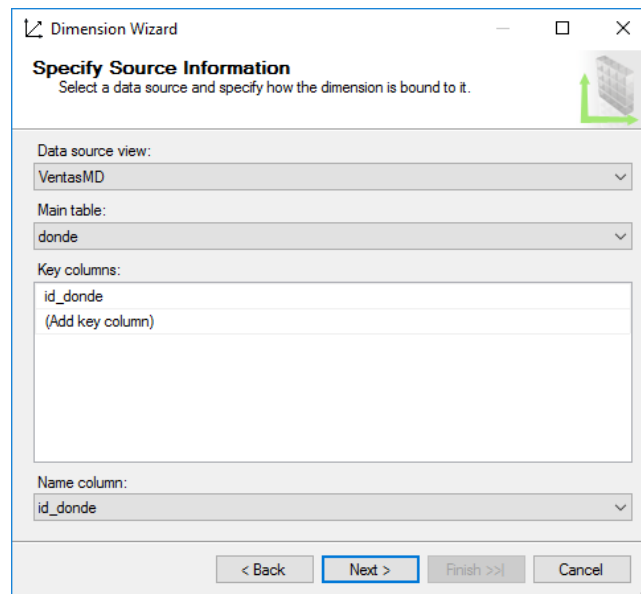 Dimension Wizard
Specify Source Information
Select a data source and specify how the dimension is bound to it.
Data source view:
VentasMD
Main table:
donde
Key columns:
id_donde
(Add key column)
Name column:
id_donde
< Back
Next >
Finish >>|
Cancel